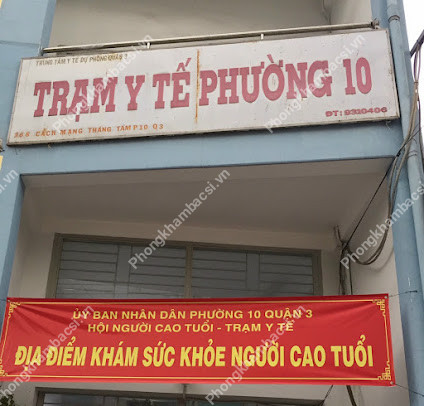 TRUNG TÂM Y TẾ DỰ PHÒNG QUẬN 3
TRẠM Y TẾ PHƯỜNG 10
CÁCH MẠNG THÁNG TÁM P10 Q3
ĐT: 9310406
ỦY BAN NHÂN DÂN PHƯỜNG 10 QUẬN 3
HỘI NGƯỜI CAO TUỔI - TRẠM Y TẾ
ĐỊA ĐIỂM KHÁM SỨC KHỎE NGƯỜI CAO TUỔI
Phongkhambacsi.vn